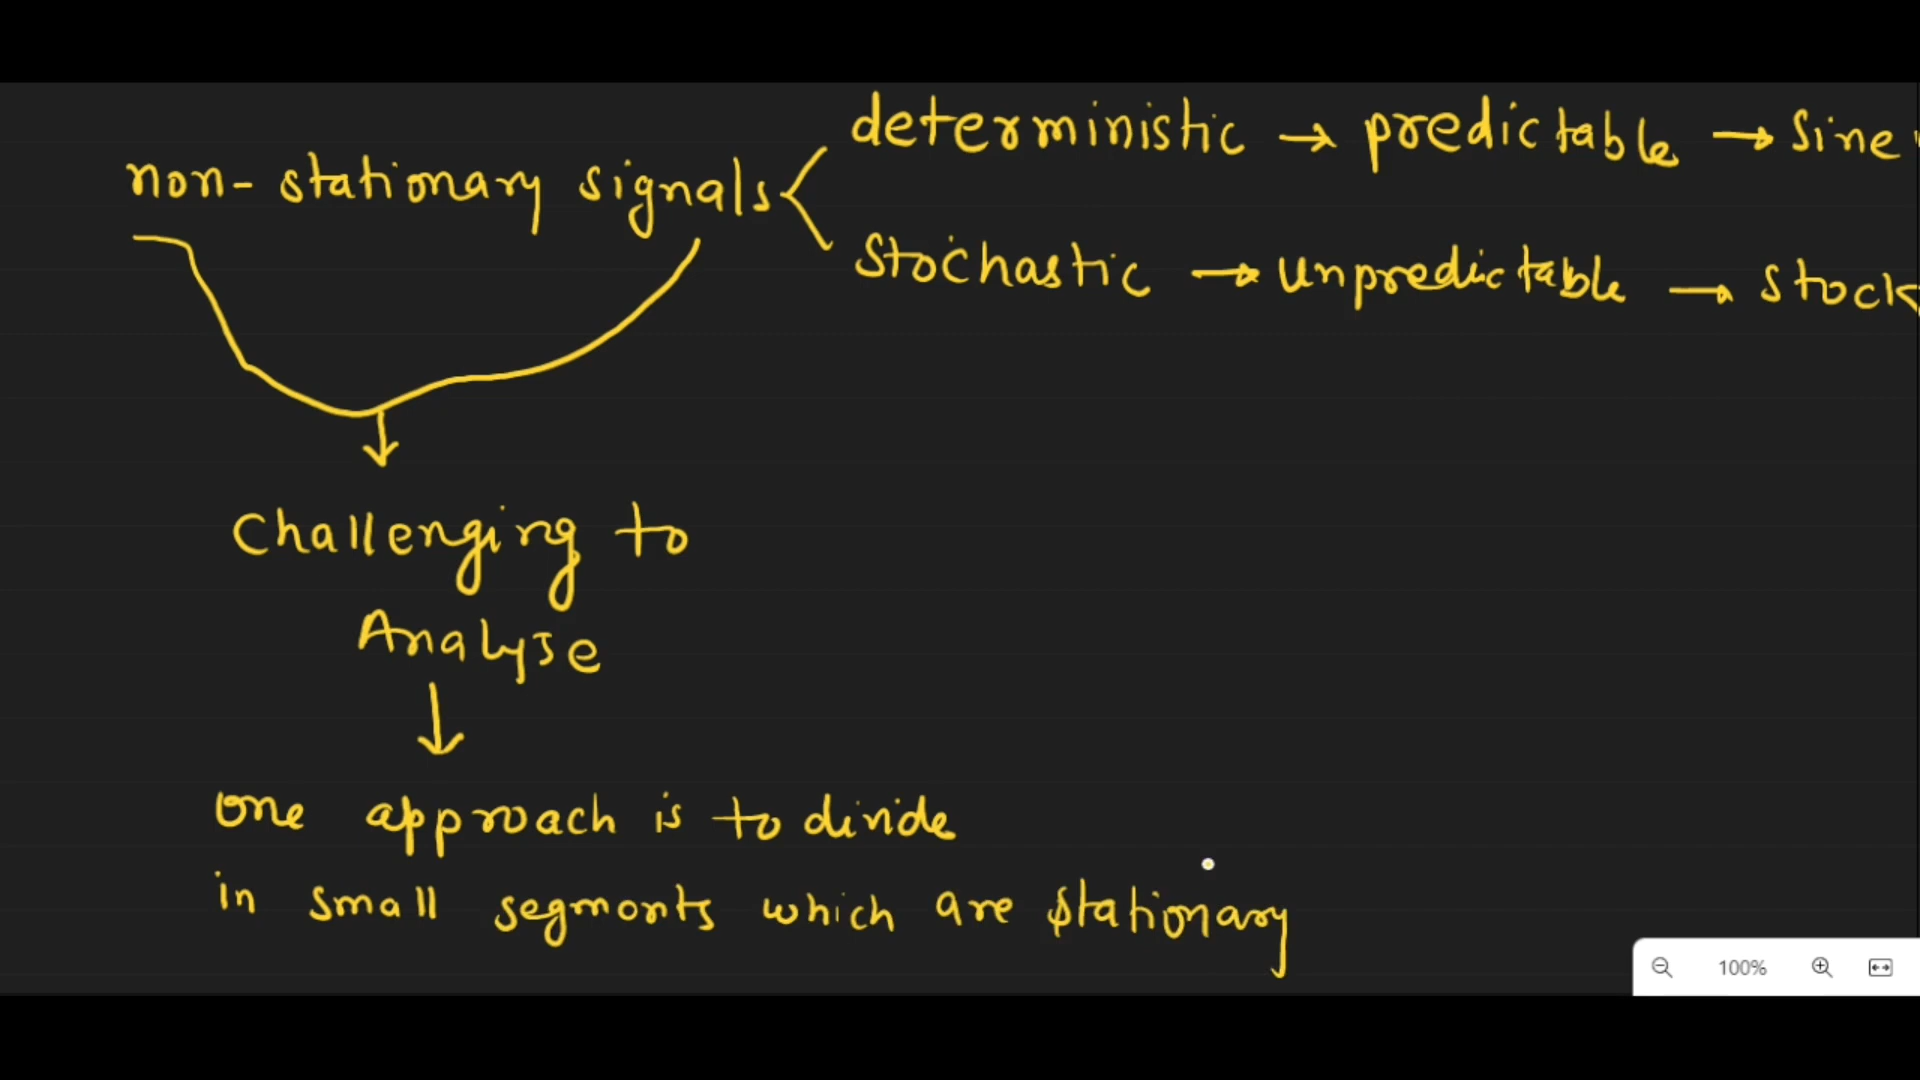 deterministic → predictable → Sine
non-stationary signals
Stochastic → unpredictable → stock
Challenging to
Analyse
one approach is to divide
in small segments which are stationary
100%